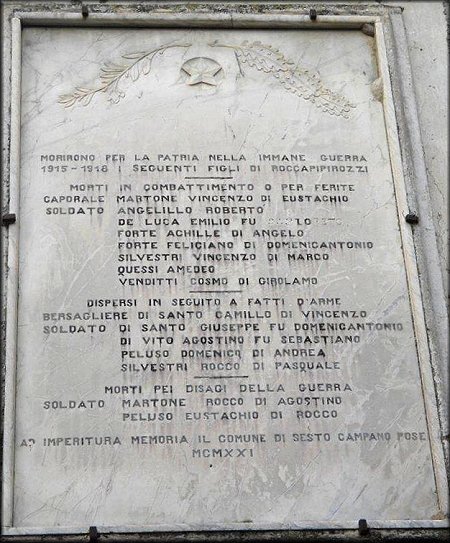 MORIRONO PER LA PATRIA NELLA IMMANE GUERRA
1915-1918 I SEGUENTI FIGLI DI ROCCAPIPIROZZI
MORTI IN COMBATTIMENTO O PER FERITE
CAPORALE MARTONE VINCENZO DI EUSTACHIO
SOLDATO ANGELILLO ROBERTO
DE LUCA EMILIO FU
FORTE ACHILLE DI ANGELO
FORTE FELICIANO DI DOMENICANTONIO
SILVESTRI VINCENZO DI MARCO
QUESSI AMEDEO
VENDITTI COSMO DI GIROLAMO
DISPERSI IN SEGUITO A FATTI D'ARME
BERSAGLIERE DI SANTO CAMILLO DI VINCENZO
SOLDATO DI SANTO GIUSEPPE FU DOMENICANTONIO
DI VITO AGOSTINO FU SEBASTIANO
PELUSO DOMENICO DI ANDREA
SILVESTRI ROCCO DI PASQUALE
MORTI PEI DISAGI DELLA GUERRA
SOLDATO MARTONE ROCCO DI AGOSTINO
PELUSO EUSTACHIO DI ROCCO
AD IMPERITURA MEMORIA IL COMUNE DI SESTO CAMPANO POSE
MCMXXI